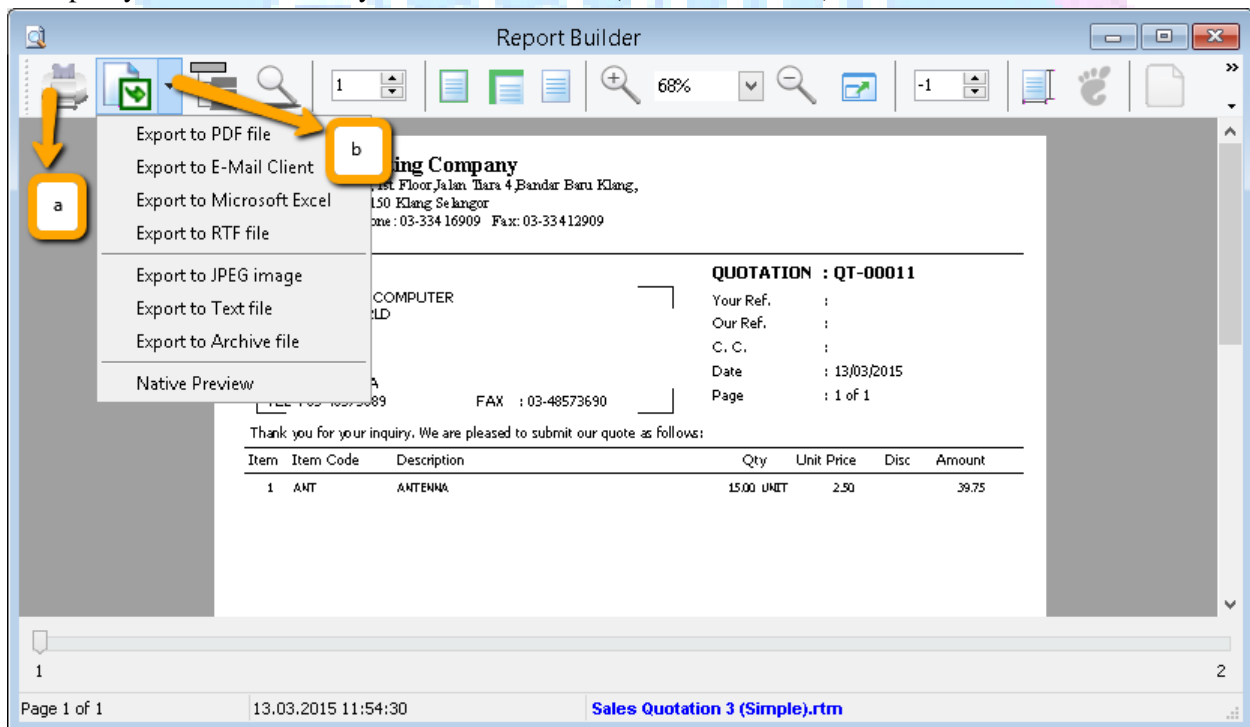 Report Builder
1
68%
-1
»
Export to PDF file
Export to E-Mail Client
Export to Microsoft Excel
Export to RTF file
Export to JPEG image
Export to Text file
Export to Archive file
Native Preview
a
b
ing Company
1st Floor,Jalan Tiara 4,Bandar Baru Klang,
150 Klang Selangor
one : 03-334 16909 Fax: 03-33412909
QUOTATION : QT-00011
COMPUTER
Your Ref. :
Our Ref. :
C. C. :
Date : 13/03/2015
Page : 1 of 1
FAX : 03-48573690
Thank you for your inquiry. We are pleased to submit our quote as follows:
Item Item Code Description Qty Unit Price Disc Amount
1 ANT ANTENNA 15.00 UNIT 2.50 39.75
1
2
Page 1 of 1
13.03.2015 11:54:30
Sales Quotation 3 (Simple).rtm